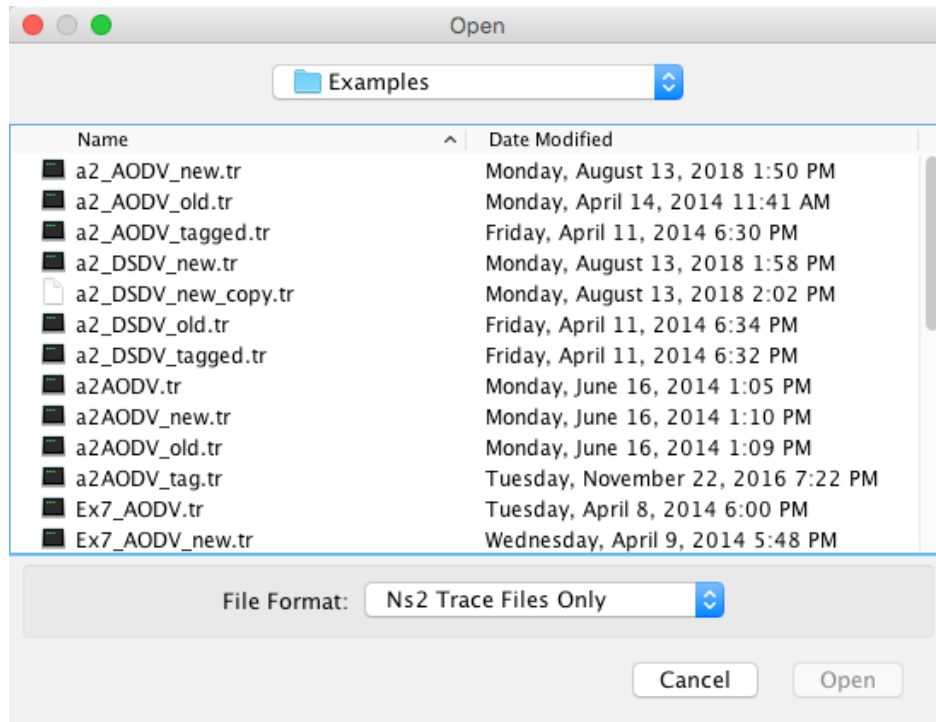 Open
Examples
Name Date Modified
a2_AODV_new.tr Monday, August 13, 2018 1:50 PM
a2_AODV_old.tr Monday, April 14, 2014 11:41 AM
a2_AODV_tagged.tr Friday, April 11, 2014 6:30 PM
a2_DSDV_new.tr Monday, August 13, 2018 1:58 PM
a2_DSDV_new_copy.tr Monday, August 13, 2018 2:02 PM
a2_DSDV_old.tr Friday, April 11, 2014 6:34 PM
a2_DSDV_tagged.tr Friday, April 11, 2014 6:32 PM
a2AODV.tr Monday, June 16, 2014 1:05 PM
a2AODV_new.tr Monday, June 16, 2014 1:10 PM
a2AODV_old.tr Monday, June 16, 2014 1:09 PM
a2AODV_tag.tr Tuesday, November 22, 2016 7:22 PM
Ex7_AODV.tr Tuesday, April 8, 2014 6:00 PM
Ex7_AODV_new.tr Wednesday, April 9, 2014 5:48 PM
File Format: Ns2 Trace Files Only
Cancel Open